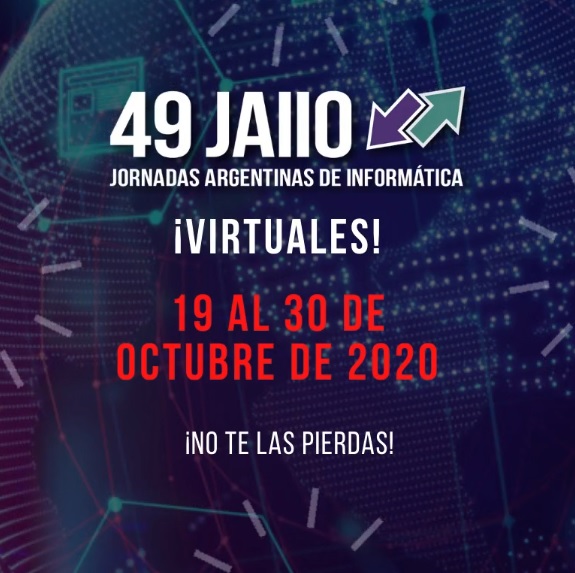 49 JAIIO
JORNADAS ARGENTINAS DE INFORMÁTICA
¡VIRTUALES!
19 AL 30 DE
OCTUBRE DE 2020
¡NO TE LAS PIERDAS!